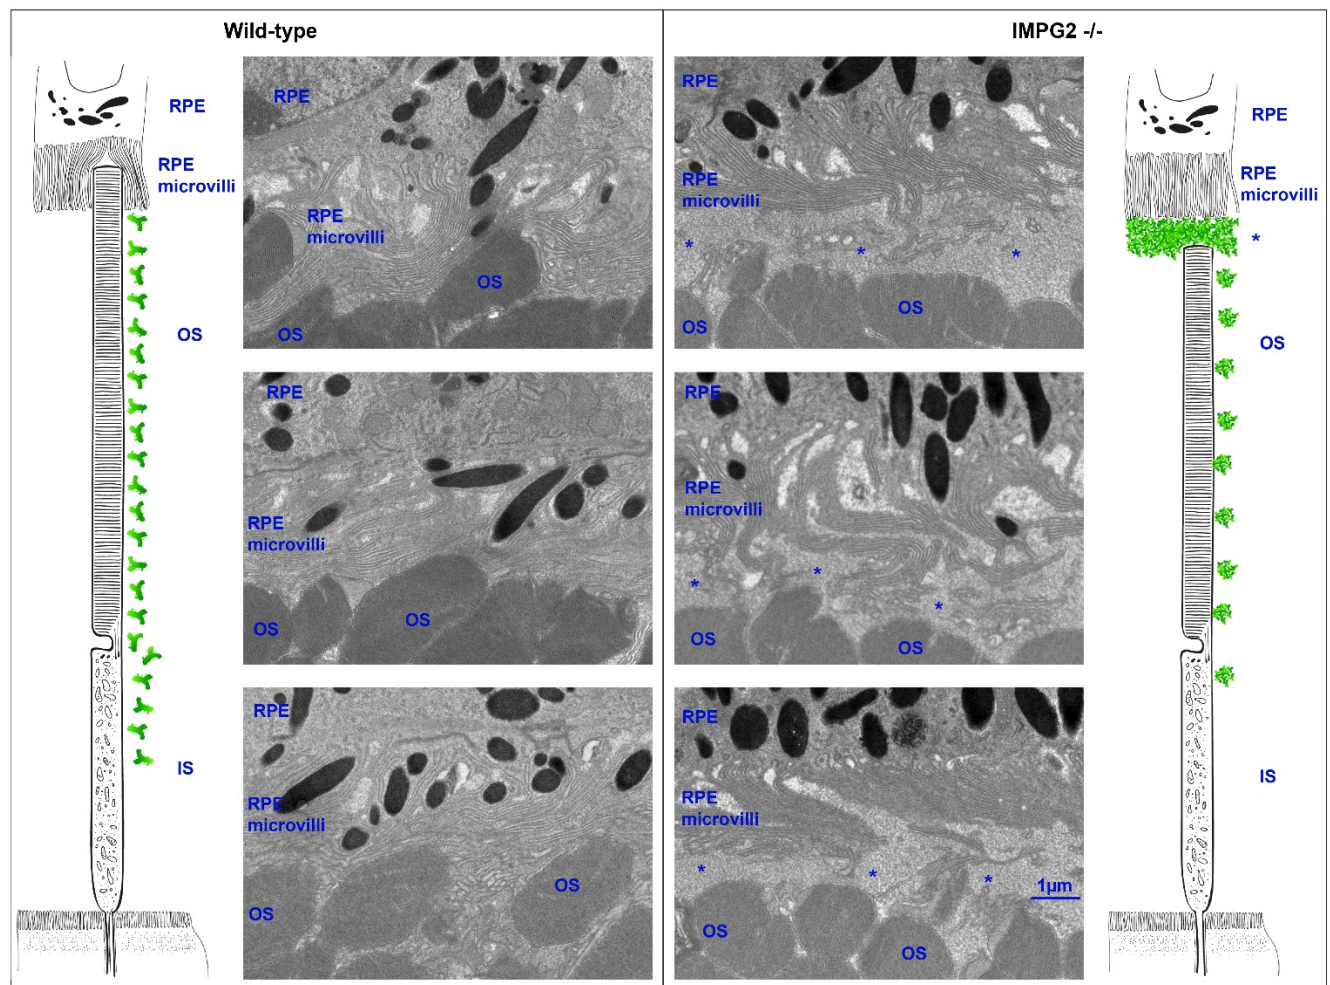 Wild-type
RPE
RPE
microvilli
OS
IS
RPE
RPE
microvilli
OS
OS
RPE
RPE
microvilli
OS
OS
RPE
RPE
microvilli
OS
OS
IMPG2 -/-
RPE
RPE
microvilli
*
*
*
OS
OS
RPE
RPE
microvilli
*
*
*
OS
OS
RPE
RPE
microvilli
*
*
*
1µm
OS
OS
RPE
RPE
microvilli
*
OS
IS